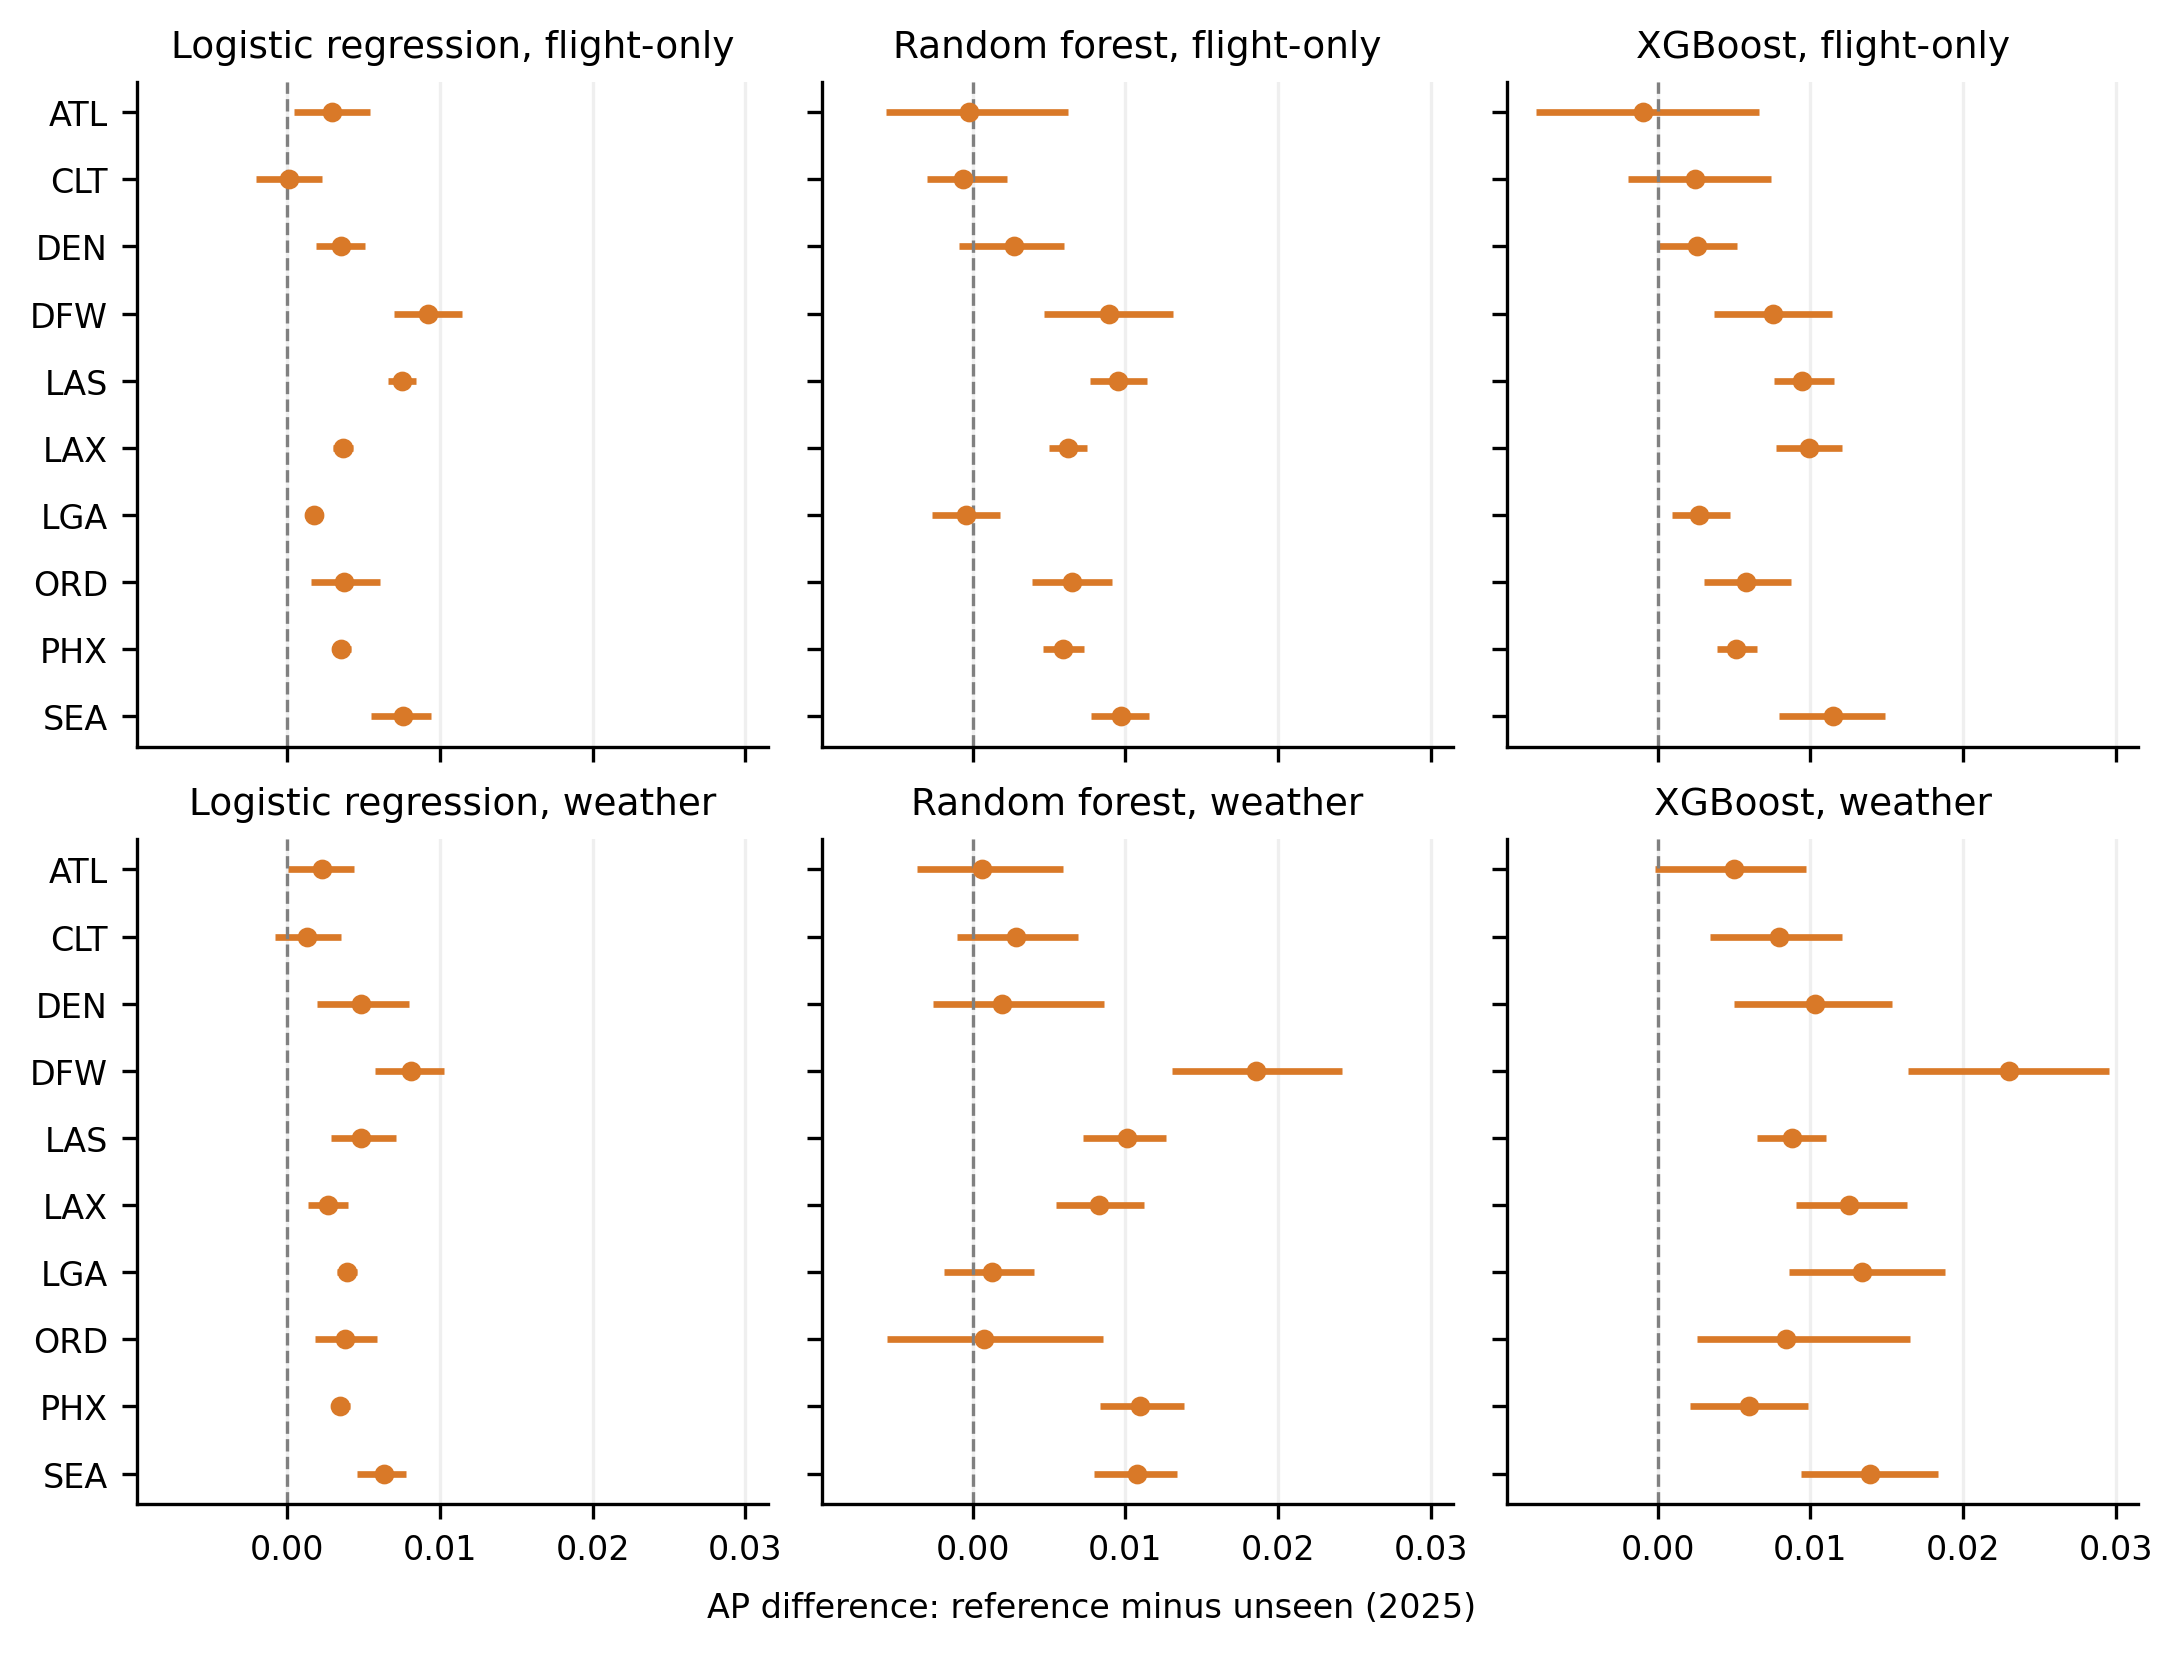 Logistic regression, flight-only
Random forest, flight-only
XGBoost, flight-only
ATL
CLT
DEN
DFW
LAS
LAX
LGA
ORD
PHX
SEA
Logistic regression, weather
Random forest, weather
XGBoost, weather
ATL
CLT
DEN
DFW
LAS
LAX
LGA
ORD
PHX
SEA
0.00 0.01 0.02 0.03
0.00 0.01 0.02 0.03
0.00 0.01 0.02 0.03
AP difference: reference minus unseen (2025)